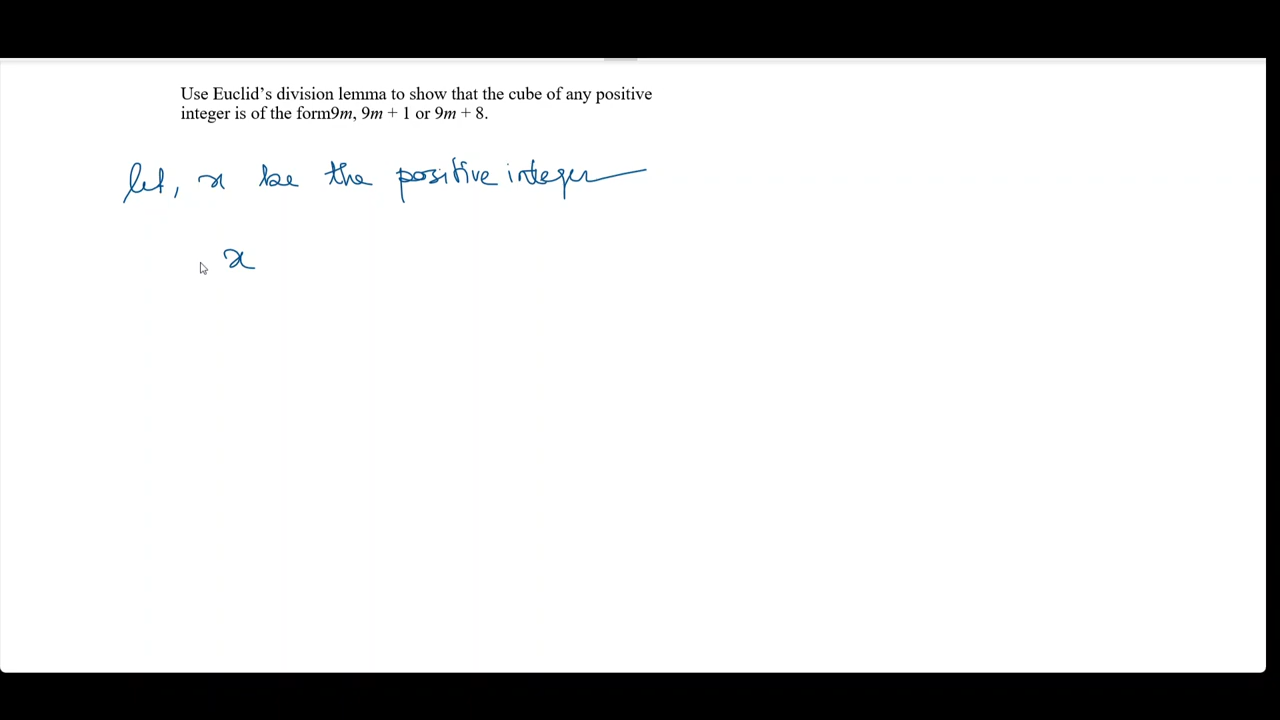 Use Euclid’s division lemma to show that the cube of any positive
integer is of the form9m, 9m + 1 or 9m + 8.
let, x be the positive integer
x